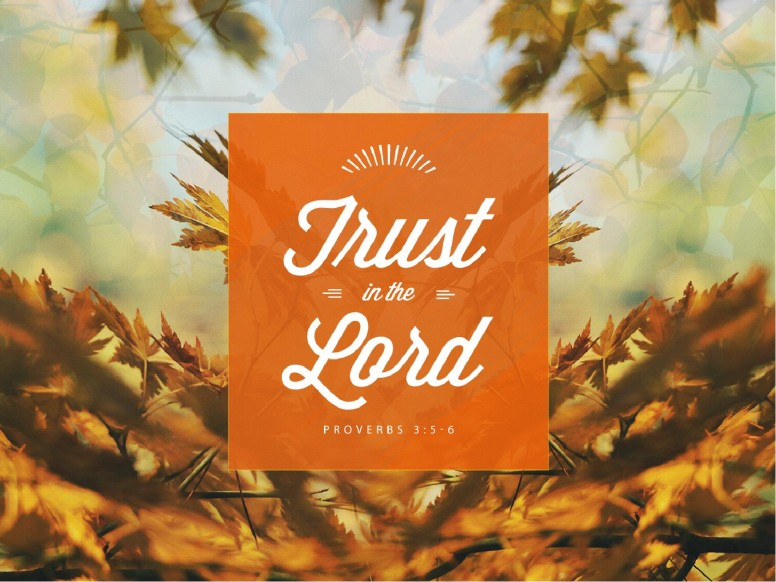 Trust
in the
Lord
PROVERBS 3:5-6